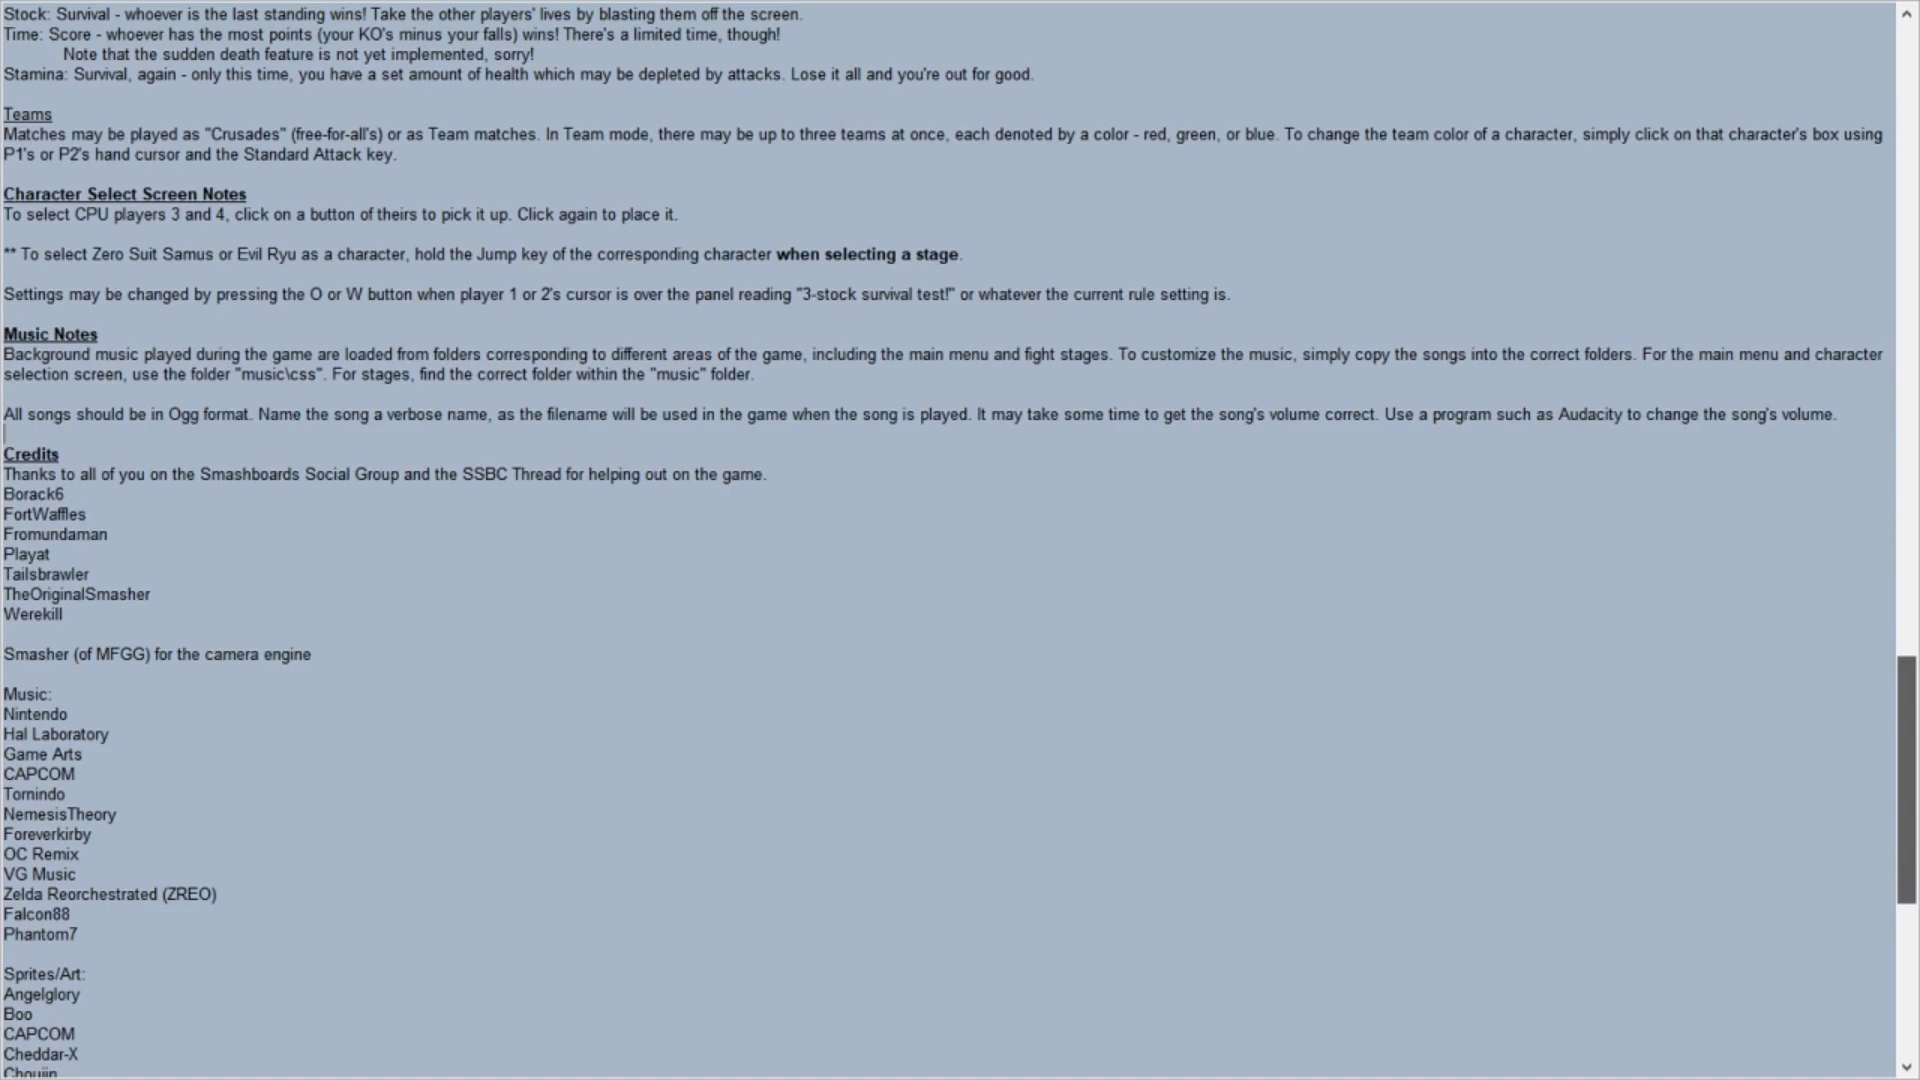 Stock: Survival - whoever is the last standing wins! Take the other players' lives by blasting them off the screen.
Time: Score - whoever has the most points (your KO's minus your falls) wins! There's a limited time, though!
Note that the sudden death feature is not yet implemented, sorry!
Stamina: Survival, again - only this time, you have a set amount of health which may be depleted by attacks. Lose it all and you're out for good.
Teams
Matches may be played as "Crusades" (free-for-all's) or as Team matches. In Team mode, there may be up to three teams at once, each denoted by a color - red, green, or blue. To change the team color of a character, simply click on that character's box using
P1's or P2's hand cursor and the Standard Attack key.
Character Select Screen Notes
To select CPU players 3 and 4, click on a button of theirs to pick it up. Click again to place it.
** To select Zero Suit Samus or Evil Ryu as a character, hold the Jump key of the corresponding character when selecting a stage.
Settings may be changed by pressing the O or W button when player 1 or 2's cursor is over the panel reading "3-stock survival test!" or whatever the current rule setting is.
Music Notes
Background music played during the game are loaded from folders corresponding to different areas of the game, including the main menu and fight stages. To customize the music, simply copy the songs into the correct folders. For the main menu and character
selection screen, use the folder "music\css". For stages, find the correct folder within the "music" folder.
All songs should be in Ogg format. Name the song a verbose name, as the filename will be used in the game when the song is played. It may take some time to get the song's volume correct. Use a program such as Audacity to change the song's volume.
Credits
Thanks to all of you on the Smashboards Social Group and the SSBC Thread for helping out on the game.
Borack6
FortWaffles
Fromundaman
Playat
Tailsbrawler
TheOriginalSmasher
Werekill
Smasher (of MFGG) for the camera engine
Music:
Nintendo
Hal Laboratory
Game Arts
CAPCOM
Tornindo
NemesisTheory
Foreverkirby
OC Remix
VG Music
Zelda Reorchestrated (ZREO)
Falcon88
Phantom7
Sprites/Art:
Angelglory
Boo
CAPCOM
Cheddar-X
Choujin